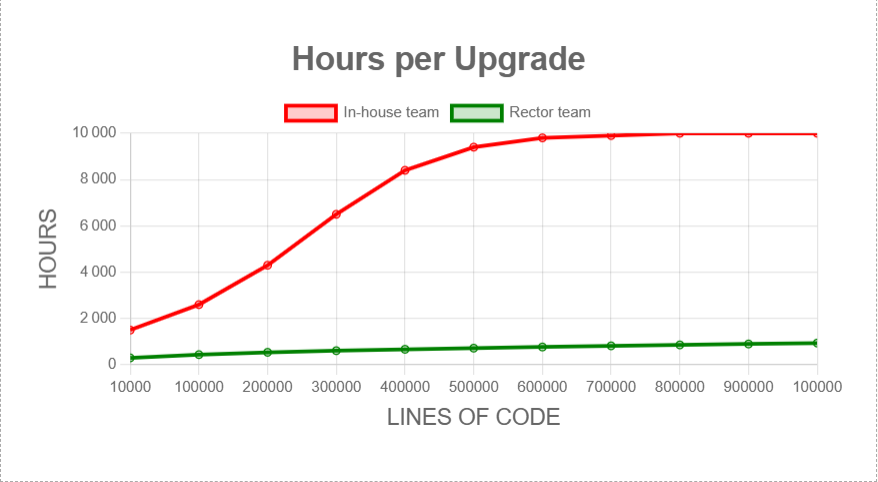 Hours per Upgrade
In-house team Rector team
10 000
8 000
6 000
4 000
2 000
0
HOURS
10000 100000 200000 300000 400000 500000 600000 700000 800000 900000 100000
LINES OF CODE